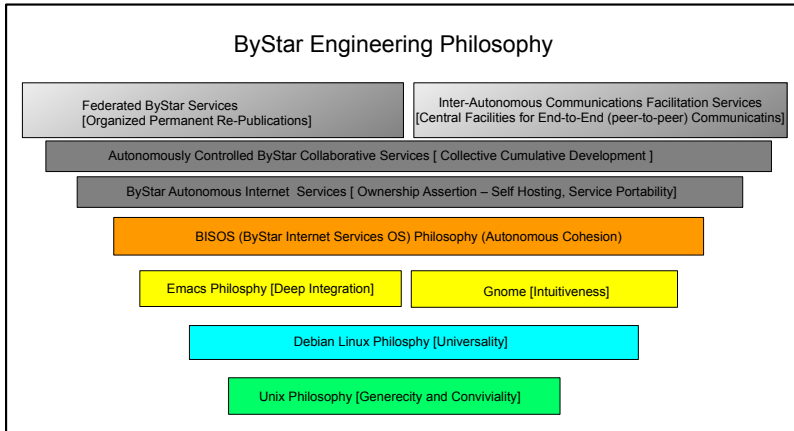 ByStar Engineering Philosophy
Federated ByStar Services
[Organized Permanent Re-Publications]
Inter-Autonomous Communications Facilitation Services
[Central Facilities for End-to-End (peer-to-peer) Communicatins]
Autonomously Controlled ByStar Collaborative Services [ Collective Cumulative Development ]
ByStar Autonomous Internet  Services [ Ownership Assertion – Self Hosting, Service Portability]
BISOS (ByStar Internet Services OS) Philosophy (Autonomous Cohesion)
Emacs Philosphy [Deep Integration]
Gnome [Intuitiveness]
Debian Linux Philosphy [Universality]
Unix Philosophy [Generecity and Conviviality]